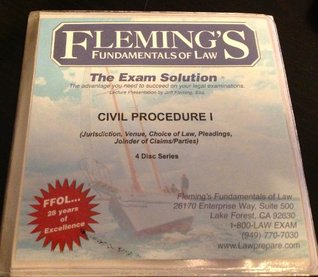 FLEMING'S
FUNDAMENTALS OF LAW
The Exam Solution
The advantage you need to succeed on your legal examinations.
Lecture Presentation by Jeff Fleming, Esq.
CIVIL PROCEDURE I
(Jurisdiction, Venue, Choice of Law, Pleadings,
Joinder of Claims/Parties)
4 Disc Series
FFOL...
28 years of
Excellence
Fleming's Fundamentals of Law
26170 Enterprise Way, Suite 500
Lake Forest, CA 92630
1-800-LAW EXAM
(949) 770-7030
www.Lawprepare.com